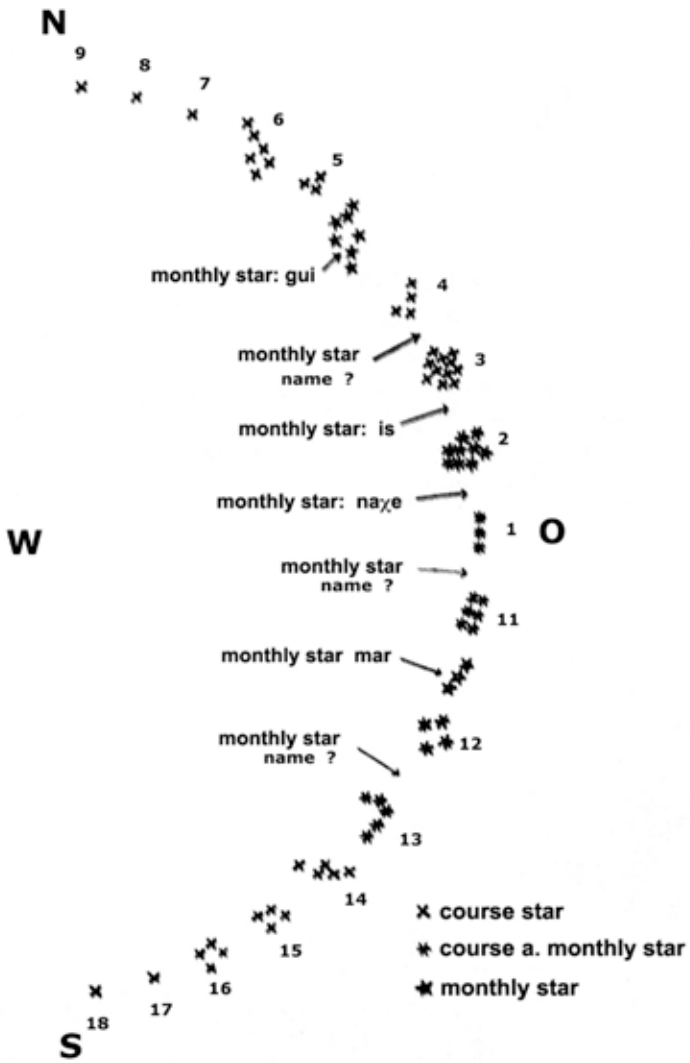 N
9
8
7
6
5
monthly star: gui
4
monthly star
name ?
3
monthly star: is
2
monthly star: naχe
1
W
O
monthly star
name ?
11
monthly star mar
monthly star
name ?
12
13
14
15
16
17
18
S
course star
course a. monthly star
monthly star